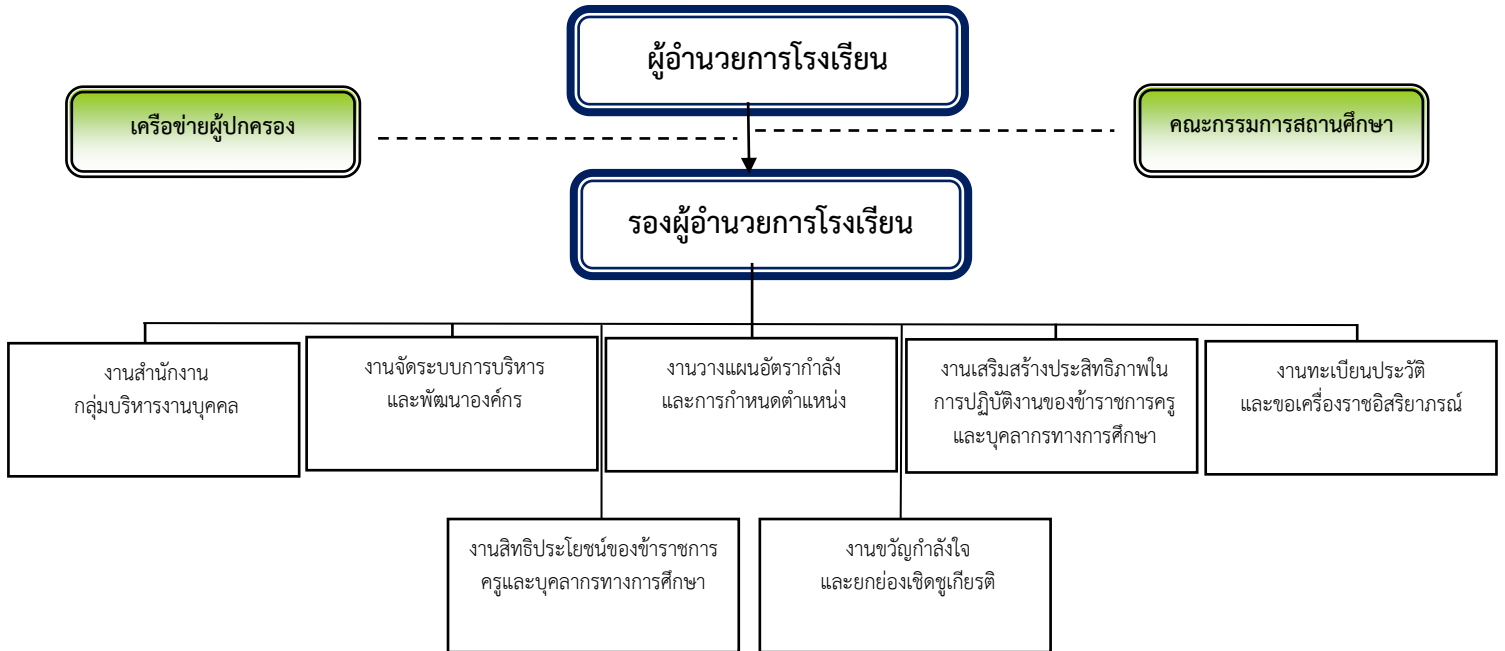 ผู้อำนวยการโรงเรียน
เครือข่ายผู้ปกครอง
คณะกรรมการสถานศึกษา
รองผู้อำนวยการโรงเรียน
งานสำนักงาน
กลุ่มบริหารงานบุคคล
งานจัดระบบการบริหาร
และพัฒนาองค์กร
งานวางแผนอัตรากำลัง
และการกำหนดตำแหน่ง
งานเสริมสร้างประสิทธิภาพใน
การปฏิบัติงานของข้าราชการครู
และบุคลากรทางการศึกษา
งานทะเบียนประวัติ
และขอเครื่องราชอิสริยาภรณ์
งานสิทธิประโยชน์ของข้าราชการ
ครูและบุคลากรทางการศึกษา
งานขวัญกำลังใจ
และยกย่องเชิดชูเกียรติ